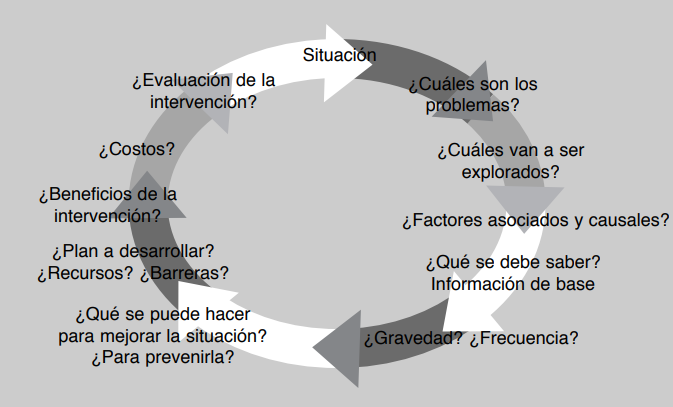 Situación
¿Cuáles son los
problemas?
¿Cuáles van a ser
explorados?
¿Factores asociados y causales?
¿Qué se debe saber?
Información de base
¿Gravedad? ¿Frecuencia?
¿Qué se puede hacer
para mejorar la situación?
¿Para prevenirla?
¿Plan a desarrollar?
¿Recursos? ¿Barreras?
¿Beneficios de la
intervención?
¿Costos?
¿Evaluación de la
intervención?